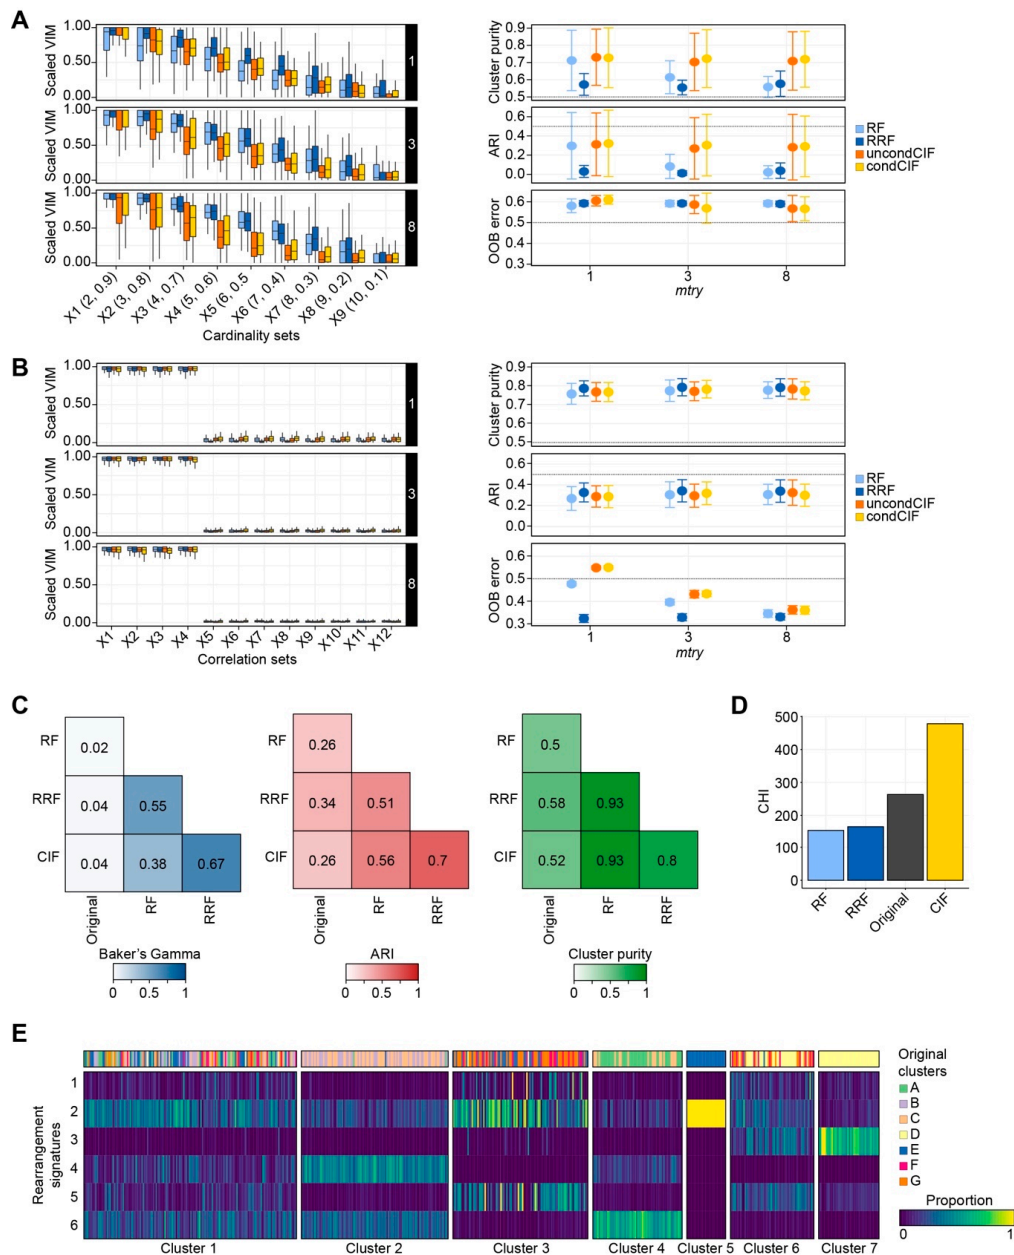 A
Scaled VIM
1.00
0.50
0.00
1
Scaled VIM
1.00
0.50
0.00
3
Scaled VIM
1.00
0.50
0.00
8
X1 (2, 0.9)
X2 (3, 0.8)
X3 (4, 0.7)
X4 (5, 0.6)
X5 (6, 0.5
X6 (7, 0.4)
X7 (8, 0.3)
X8 (9, 0.2)
X9 (10, 0.1)
Cardinality sets
Cluster purity
0.9
0.8
0.7
0.6
0.5
ARI
0.6
0.4
0.2
0.0
OOB error
0.6
0.5
0.4
0.3
1 3 8
mtry
RF
RRF
uncondCIF
condCIF
B
Scaled VIM
1.00
0.50
0.00
1
Scaled VIM
1.00
0.50
0.00
3
Scaled VIM
1.00
0.50
0.00
8
X1 X2 X3 X4 X5 X6 X7 X8 X9 X10 X11 X12
Correlation sets
Cluster purity
0.9
0.8
0.7
0.5
ARI
0.6
0.4
0.2
0.0
OOB error
0.6
0.5
0.4
0.3
1 3 8
mtry
RF
RRF
uncondCIF
condCIF
C
RF 0.02
RRF 0.04 0.55
CIF 0.04 0.38 0.67
Original RF RRF
Baker's Gamma
0 0.5 1
RF 0.26
RRF 0.34 0.51
CIF 0.26 0.56 0.7
Original RF RRF
ARI
0 0.5 1
RF 0.5
RRF 0.58 0.93
CIF 0.52 0.93 0.8
Original RF RRF
Cluster purity
0 0.5 1
D
CHI
500
400
300
200
100
0
RF RRF Original CIF
E
Rearrangement
signatures
1
2
3
4
5
6
Cluster 1 Cluster 2 Cluster 3 Cluster 4 Cluster 5 Cluster 6 Cluster 7
Original
clusters
A
B
C
D
E
F
G
Proportion
0 1